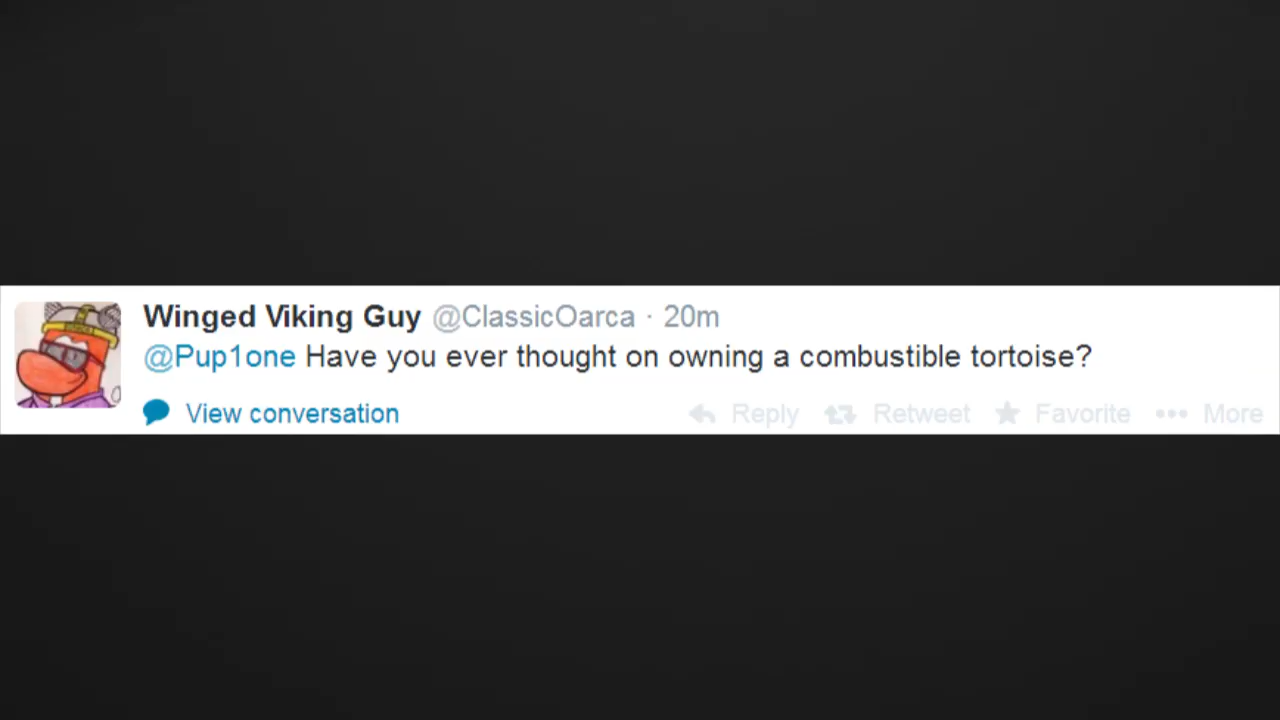 Winged Viking Guy @ClassicOarca · 20m
@Pup1one Have you ever thought on owning a combustible tortoise?
View conversation Reply Retweet Favorite ••• More